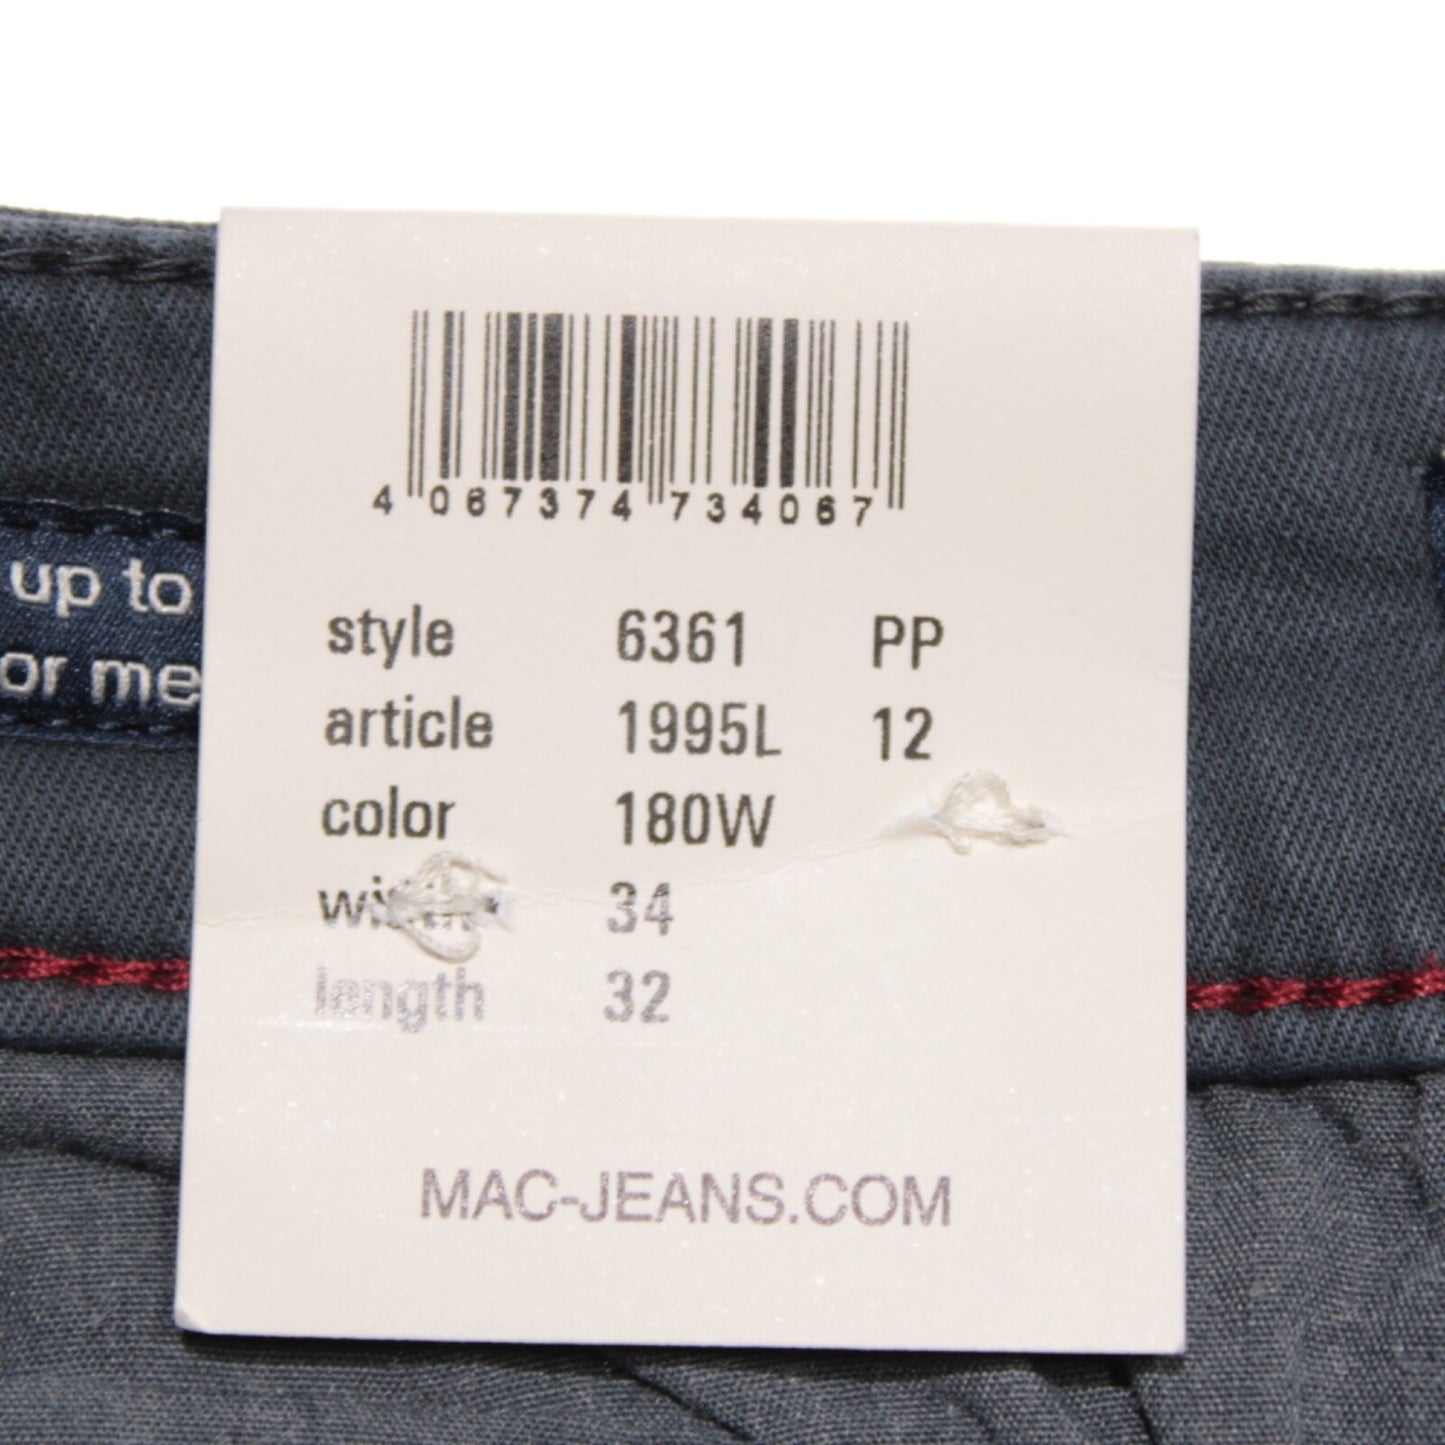 4 067374 734067
up to
or me
style 6361 PP
article 1995L 12
color 180W
width 34
length 32
MAC-JEANS.COM